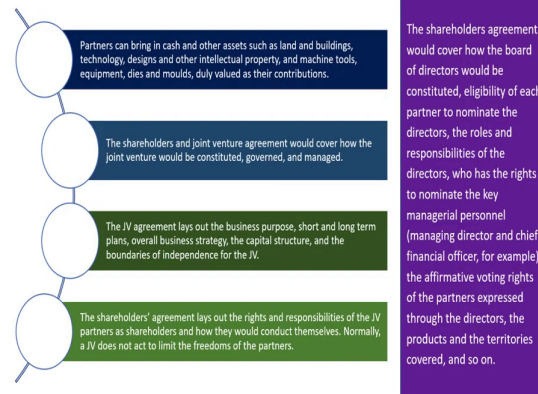 Partners can bring in cash and other assets such as land and buildings,
technology, designs and other intellectual property, and machine tools,
equipment, dies and moulds, duly valued as their contributions.
The shareholders and joint venture agreement would cover how the
joint venture would be constituted, governed, and managed.
The JV agreement lays out the business purpose, short and long term
plans, overall business strategy, the capital structure, and the
boundaries of independence for the JV.
The shareholders' agreement lays out the rights and responsibilities of the JV
partners as shareholders and how they would conduct themselves. Normally,
a JV does not act to limit the freedoms of the partners.
The shareholders agreement
would cover how the board
of directors would be
constituted, eligibility of each
partner to nominate the
directors, the roles and
responsibilities of the
directors, who has the rights
to nominate the key
managerial personnel
(managing director and chief
financial officer, for example)
the affirmative voting rights
of the partners expressed
through the directors, the
products and the territories
covered, and so on.